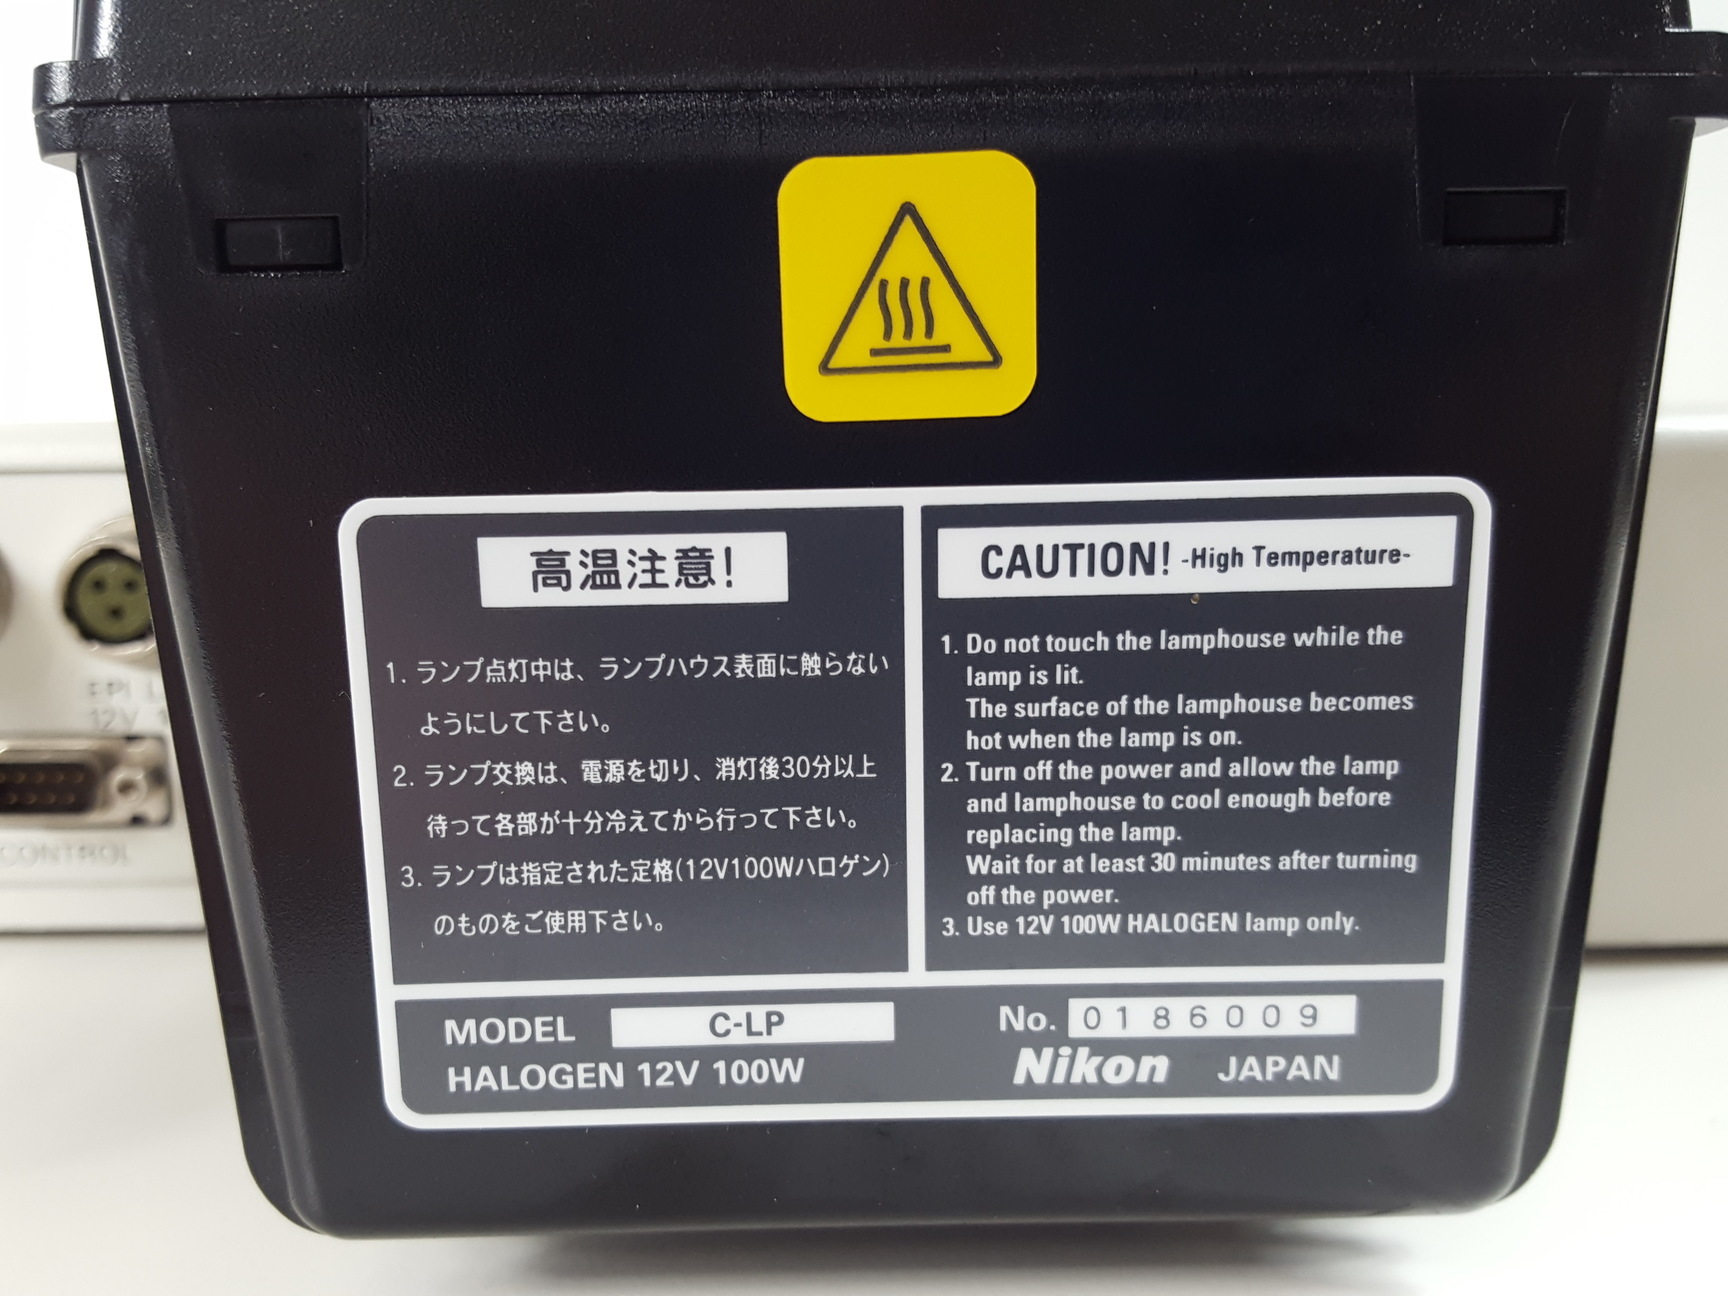 高温注意!
1. ランプ点灯中は、ランプハウス表面に触らない
ようにして下さい。
2. ランプ交換は、電源を切り、消灯後30分以上
待って各部が十分冷えてから行って下さい。
3. ランプは指定された定格(12V100Wハロゲン)
のものをご使用下さい。
CAUTION! -High Temperature-
1. Do not touch the lamphouse while the
lamp is lit.
The surface of the lamphouse becomes
hot when the lamp is on.
2. Turn off the power and allow the lamp
and lamphouse to cool enough before
replacing the lamp.
Wait for at least 30 minutes after turning
off the power.
3. Use 12V 100W HALOGEN lamp only.
MODEL C-LP
HALOGEN 12V 100W
No. 0186009
Nikon JAPAN
EPI
12V
CONTROL